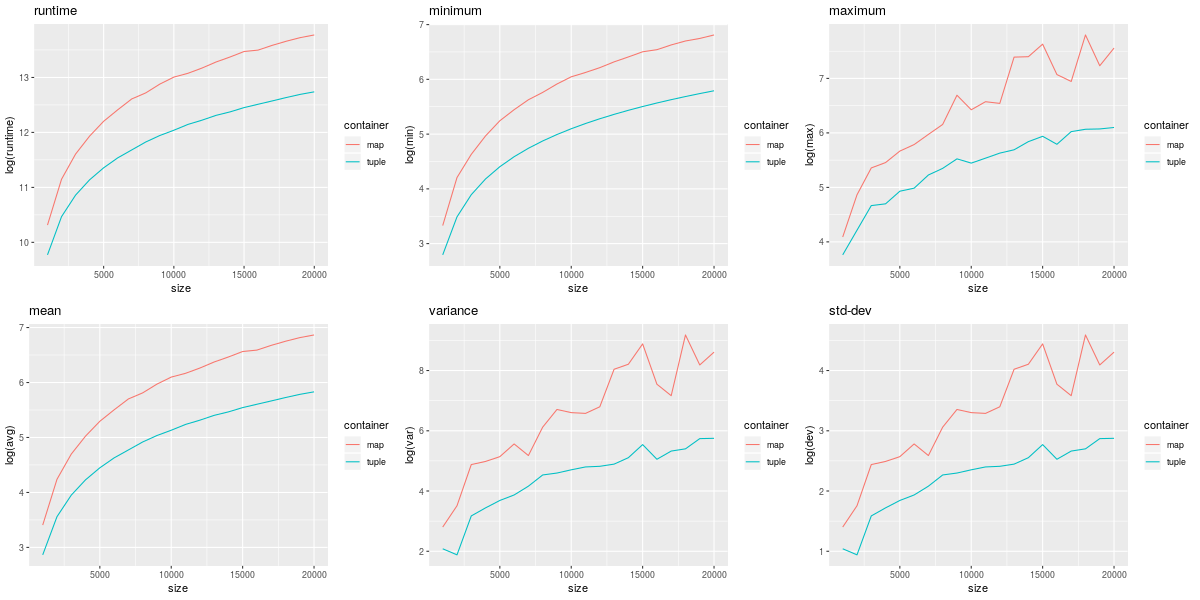 runtime
log(runtime)
13
12
11
10
5000 10000 15000 20000
size
container
map
tuple
minimum
log(min)
7
6
5
4
3
5000 10000 15000 20000
size
container
map
tuple
maximum
log(max)
7
6
5
4
5000 10000 15000 20000
size
container
map
tuple
mean
log(avg)
7
6
5
4
3
5000 10000 15000 20000
size
container
map
tuple
variance
log(var)
8
6
4
2
5000 10000 15000 20000
size
container
map
tuple
std-dev
log(dev)
4
3
2
1
5000 10000 15000 20000
size
container
map
tuple